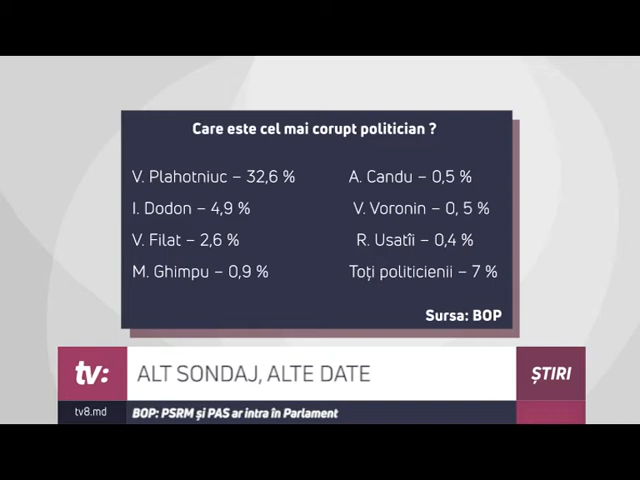 Care este cel mai corupt politician ?
V. Plahotniuc – 32,6 %
I. Dodon – 4,9 %
V. Filat – 2,6 %
M. Ghimpu – 0,9 %
A. Candu – 0,5 %
V. Voronin – 0, 5 %
R. Usatîi – 0,4 %
Toți politicienii – 7 %
Sursa: BOP
tv:
ALT SONDAJ, ALTE DATE
ȘTIRI
tv8.md
BOP: PSRM și PAS ar intra în Parlament